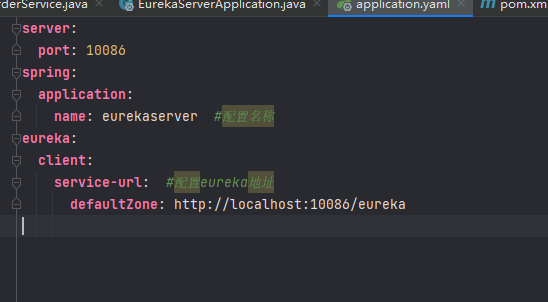 rderService.java EurekaServerApplication.java application.yaml pom.xm
server:
  port: 10086
spring:
  application:
    name: eurekaserver  #配置名称
eureka:
  client:
    service-url:  #配置eureka地址
      defaultZone: http://localhost:10086/eureka